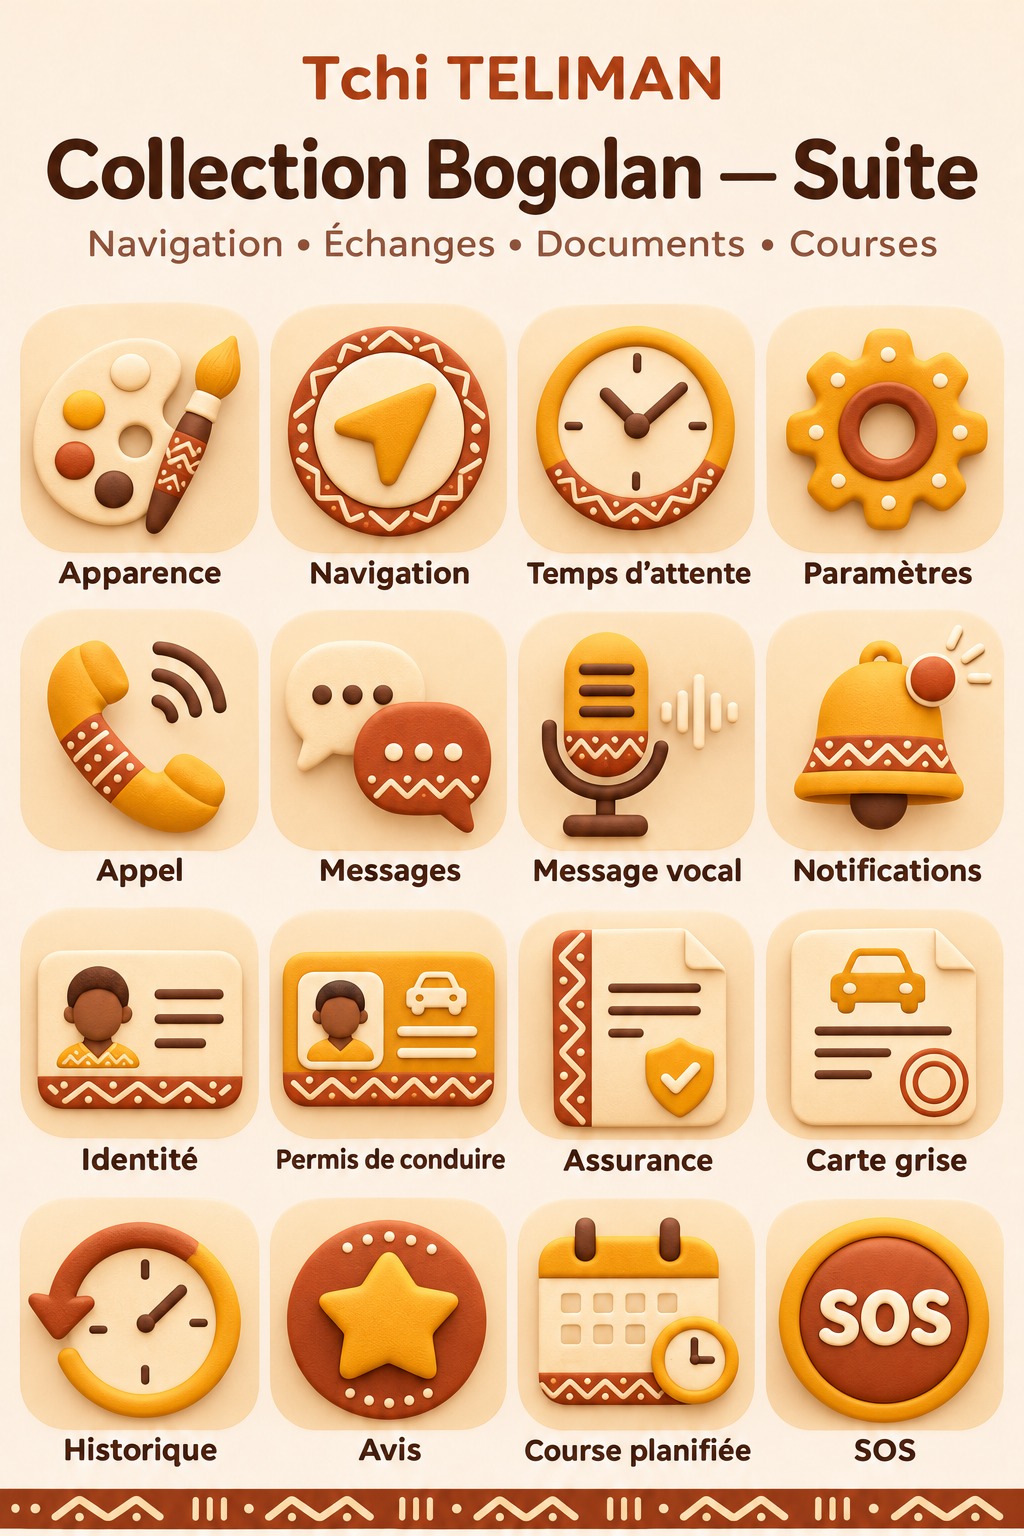 Tchi TELIMAN
Collection Bogolan — Suite
Navigation • Échanges • Documents • Courses
Apparence
Navigation
Temps d’attente
Paramètres
Appel
Messages
Message vocal
Notifications
Identité
Permis de conduire
Assurance
Carte grise
SOS
Historique
Avis
Course planifiée
SOS